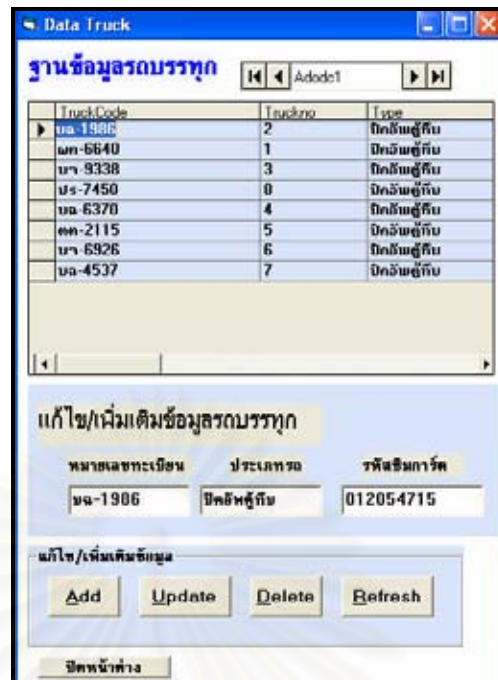 Data Truck
ฐานข้อมูลรถบรรทุก Adodc1
TruckCode Truckno Type
บฉ-1986 2 ปิคอัพตู้ทึบ
ผก-6640 1 ปิคอัพตู้ทึบ
-9338 3 ปิคอัพตู้ทึบ
ปร-7450 0 ปิคอัพตู้ทึบ
บฉ-6370 4 ปิคอัพตู้ทึบ
-2115 5 ปิคอัพตู้ทึบ
-6926 6 ปิคอัพตู้ทึบ
บฉ-4537 7 ปิคอัพตู้ทึบ
แก้ไข/เพิ่มเติมข้อมูลรถบรรทุก
หมายเลขทะเบียน ประเภทรถ รหัสซิมการ์ด
บฉ-1986 ปิคอัพตู้ทึบ 012054715
แก้ไข/เพิ่มเติมข้อมูล
Add Update Delete Refresh
ปิดหน้าต่าง